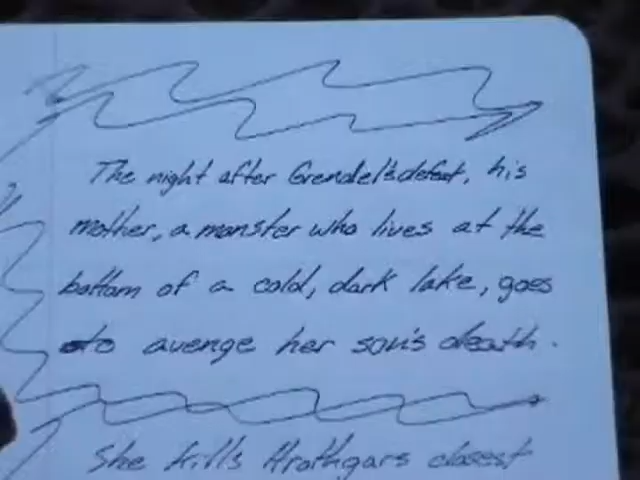 The night after Grendel's defeat, his
mother, a monster who lives at the
bottom of a cold, dark lake, goes
to avenge her son's death.
She kills Hrothgars closest